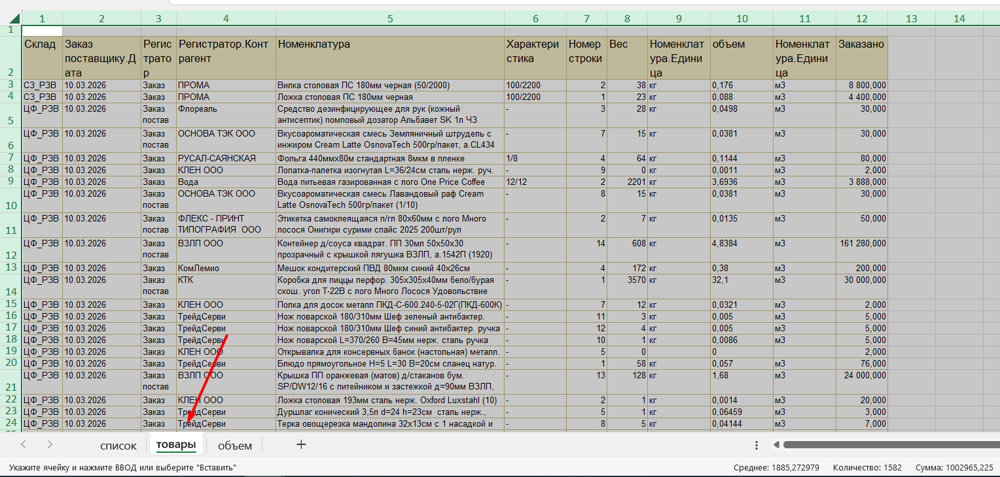 1 2 3 4 5 6 7 8 9 10 11 12 13 14
1
2 Склад Заказ поставщику.Дата Регистратор Регистратор.Контрагент Номенклатура Характеристика Номер строки Вес Номенклатура.Единица объем Номенклатура.Единица Заказано
3 СЗ_РЗВ 10.03.2026 Заказ ПРОМА Вилка столовая ПС 180мм черная (50/2000) 100/2200 2 38 кг 0,176 м3 8 800,000
4 СЗ_РЗВ 10.03.2026 Заказ ПРОМА Ложка столовая ПС 180мм черная 100/2200 1 23 кг 0,088 м3 4 400,000
5 ЦФ_РЗВ 10.03.2026 Заказ постав Флореаль Средство дезинфицирующее для рук (кожный антисептик) помповый дозатор Альбавет SK 1л ЧЗ - 3 28 кг 0,0498 м3 30,000
6 ЦФ_РЗВ 10.03.2026 Заказ постав ОСНОВА ТЭК ООО Вкусоароматическая смесь Земляничный штрудель с инжиром Cream Latte OsnovaTech 500гр/пакет, а.CL434 - 7 15 кг 0,0381 м3 30,000
7 ЦФ_РЗВ 10.03.2026 Заказ РУСАЛ-САЯНСКАЯ Фольга 440ммх80м стандартная 8мкм в пленке 1/8 4 64 кг 0,1144 м3 80,000
8 ЦФ_РЗВ 10.03.2026 Заказ КЛЕН ООО Лопатка-палетка изогнутая L=36/24см сталь нерж. руч. - 9 0 кг 0,0011 м3 2,000
9 ЦФ_РЗВ 10.03.2026 Заказ Вода Вода питьевая газированная с лого One Price Coffee 12/12 2 2201 кг 3,6936 м3 3 888,000
10 ЦФ_РЗВ 10.03.2026 Заказ постав ОСНОВА ТЭК ООО Вкусоароматическая смесь Лавандовый раф Cream Latte OsnovaTech 500гр/пакет (1/10) - 8 15 кг 0,0381 м3 30,000
11 ЦФ_РЗВ 10.03.2026 Заказ постав ФЛЕКС - ПРИНТ ТИПОГРАФИЯ ООО Этикетка самоклеящаяся п/гл 80х60мм с лого Много лосося Онигири сурими спайс 2025 200шт/рул - 2 7 кг 0,0135 м3 50,000
12 ЦФ_РЗВ 10.03.2026 Заказ постав ВЗЛП ООО Контейнер д/соуса квадрат. ПП 30мл 50х50х30 прозрачный с крышкой лягушка ВЗЛП, а.1542П (1920) - 14 608 кг 4,8384 м3 161 280,000
13 ЦФ_РЗВ 10.03.2026 Заказ КомЛемио Мешок кондитерский ПВД 80мкм синий 40х26см - 4 172 кг 0,38 м3 200,000
14 ЦФ_РЗВ 10.03.2026 Заказ постав КТК Коробка для пиццы перфор. 305х305х40мм бело/бурая скош. угол Т-22В с лого Много Лосося Удовольствие - 1 3570 кг 32,1 м3 30 000,000
15 ЦФ_РЗВ 10.03.2026 Заказ КЛЕН ООО Полка для досок металл ПКД-С-600.240-5-02Г(ПКД-600К) - 7 12 кг 0,0321 м3 2,000
16 ЦФ_РЗВ 10.03.2026 Заказ ТрейдСерви Нож поварской 180/310мм Шеф зеленый антибактер. - 11 3 кг 0,005 м3 5,000
17 ЦФ_РЗВ 10.03.2026 Заказ ТрейдСерви Нож поварской 180/310мм Шеф синий антибактер. ручка - 12 4 кг 0,005 м3 5,000
18 ЦФ_РЗВ 10.03.2026 Заказ ТрейдСерви Нож поварской L=370/260 B=45мм нерж. сталь ручка - 10 1 кг 0,0086 м3 5,000
19 ЦФ_РЗВ 10.03.2026 Заказ КЛЕН ООО Открывалка для консервных банок (настольная) металл. - 5 0 0 2,000
20 ЦФ_РЗВ 10.03.2026 Заказ ТрейдСерви Блюдо прямоугольное H=5 L=30 B=20см сланец натур. - 1 58 кг 0,057 м3 76,000
21 ЦФ_РЗВ 10.03.2026 Заказ постав ВЗЛП ООО Крышка ПП оранжевая (матов) д/стаканов бум. SP/DW12/16 с питейником и застежкой д=90мм ВЗЛП, - 13 128 кг 1,68 м3 24 000,000
22 ЦФ_РЗВ 10.03.2026 Заказ КЛЕН ООО Ложка столовая 193мм сталь нерж. Oxford Luxstahl (10) - 2 1 кг 0,0014 м3 20,000
23 ЦФ_РЗВ 10.03.2026 Заказ ТрейдСерви Дуршлаг конический 3,5л d=24 h=23см сталь нерж., - 5 1 кг 0,06459 м3 3,000
24 ЦФ_РЗВ 10.03.2026 Заказ ТрейдСерви Терка овощерезка мандолина 32х13см с 1 насадкой и - 8 5 кг 0,04144 м3 7,000
список товары объем
Укажите ячейку и нажмите ВВОД или выберите "Вставить" Среднее: 1885,272979 Количество: 1582 Сумма: 1002965,225